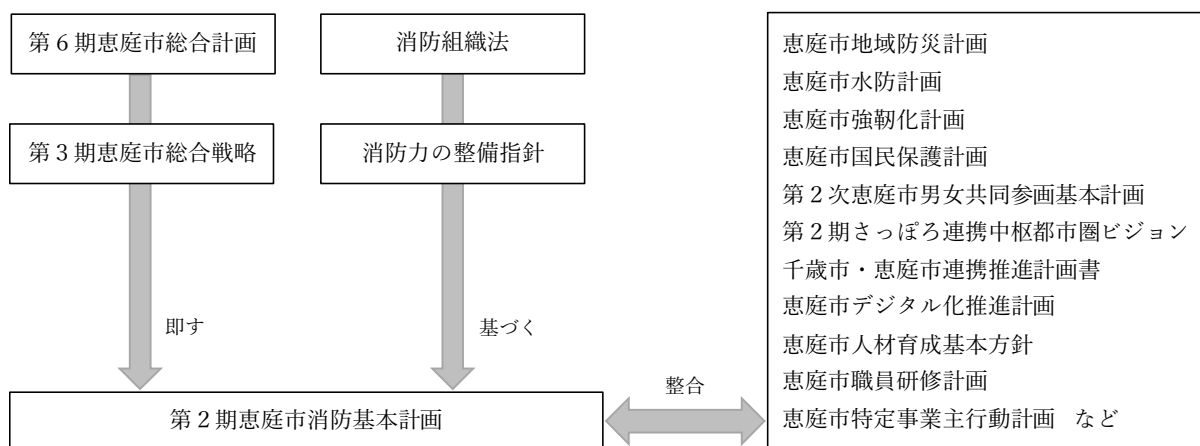 第６期恵庭市総合計画
消防組織法
第３期恵庭市総合戦略
消防力の整備指針
即す
基づく
第２期恵庭市消防基本計画
整合
恵庭市地域防災計画
恵庭市水防計画
恵庭市強靭化計画
恵庭市国民保護計画
第２次恵庭市男女共同参画基本計画
第２期さっぽろ連携中枢都市圏ビジョン
千歳市・恵庭市連携推進計画書
恵庭市デジタル化推進計画
恵庭市人材育成基本方針
恵庭市職員研修計画
恵庭市特定事業主行動計画　など